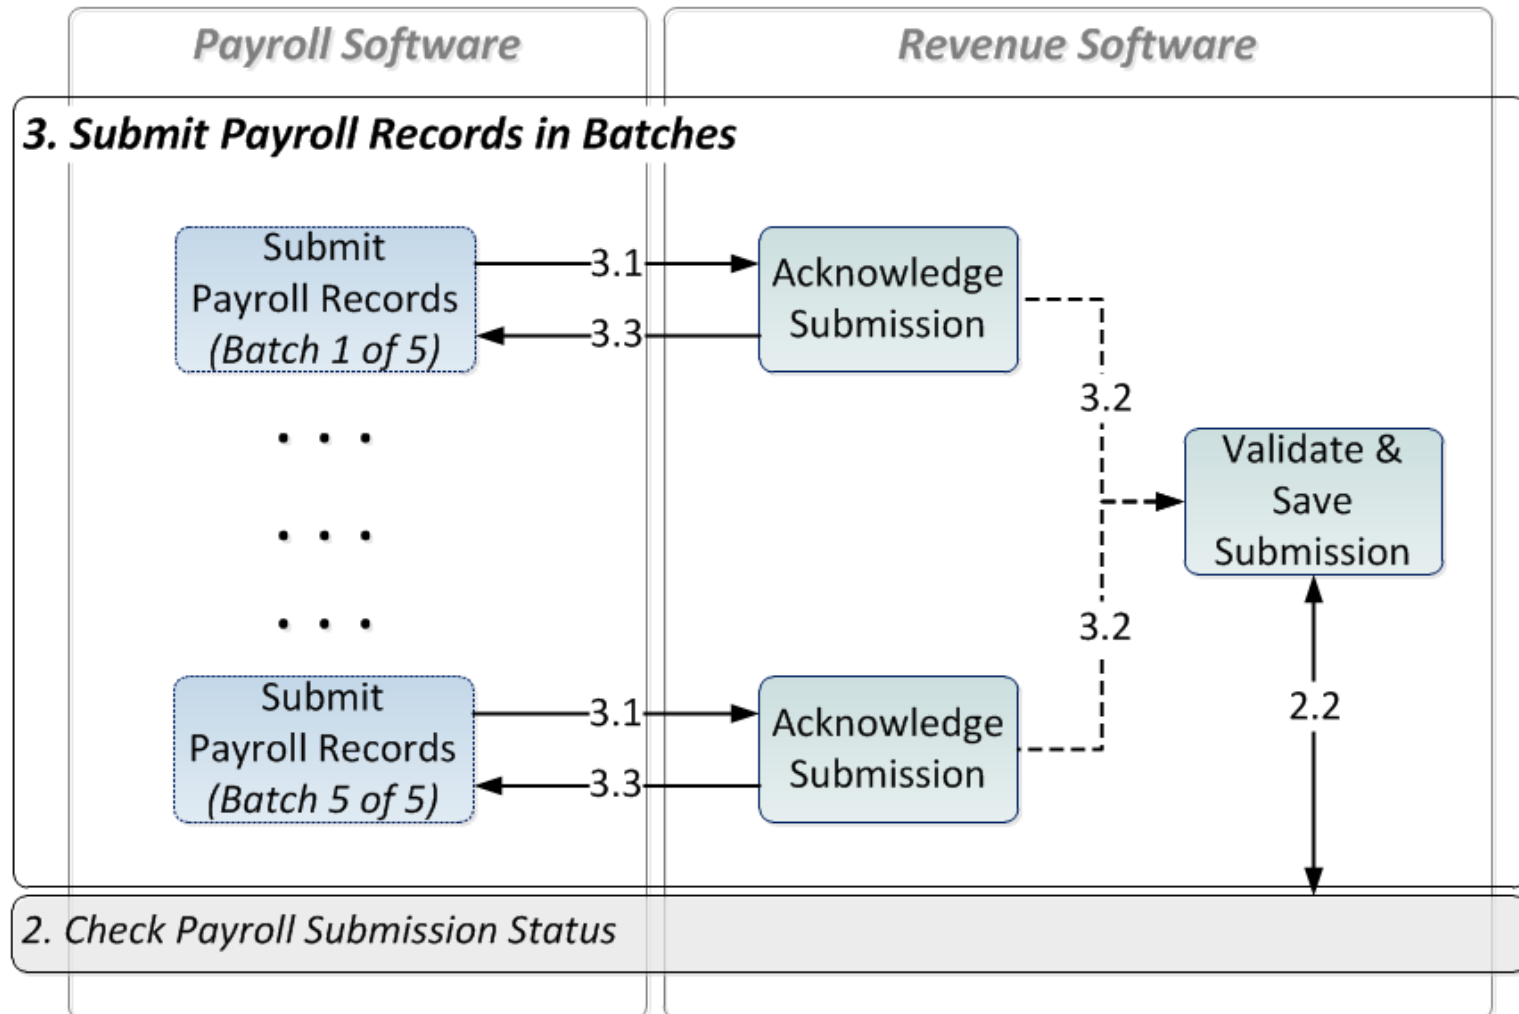 Payroll Software
Revenue Software
3. Submit Payroll Records in Batches
Submit
Payroll Records
(Batch 1 of 5)
3.1
3.3
Acknowledge
Submission
3.2
. . .
. . .
. . .
Validate &
Save
Submission
3.2
Submit
Payroll Records
(Batch 5 of 5)
3.1
3.3
Acknowledge
Submission
2.2
2. Check Payroll Submission Status